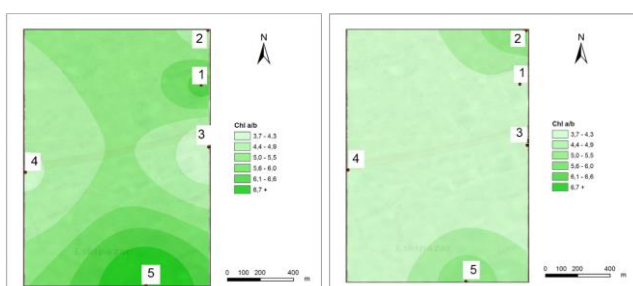 2
1
3
4
5
N
Chl a/b
3,7 - 4,3
4,4 - 4,9
5,0 - 5,5
5,6 - 6,0
6,1 - 6,6
6,7 +
0 100 200 400
m
2
1
3
4
5
N
Chl a/b
3,7 - 4,3
4,4 - 4,9
5,0 - 5,5
5,6 - 6,0
6,1 - 6,6
6,7 +
0 100 200 400
m